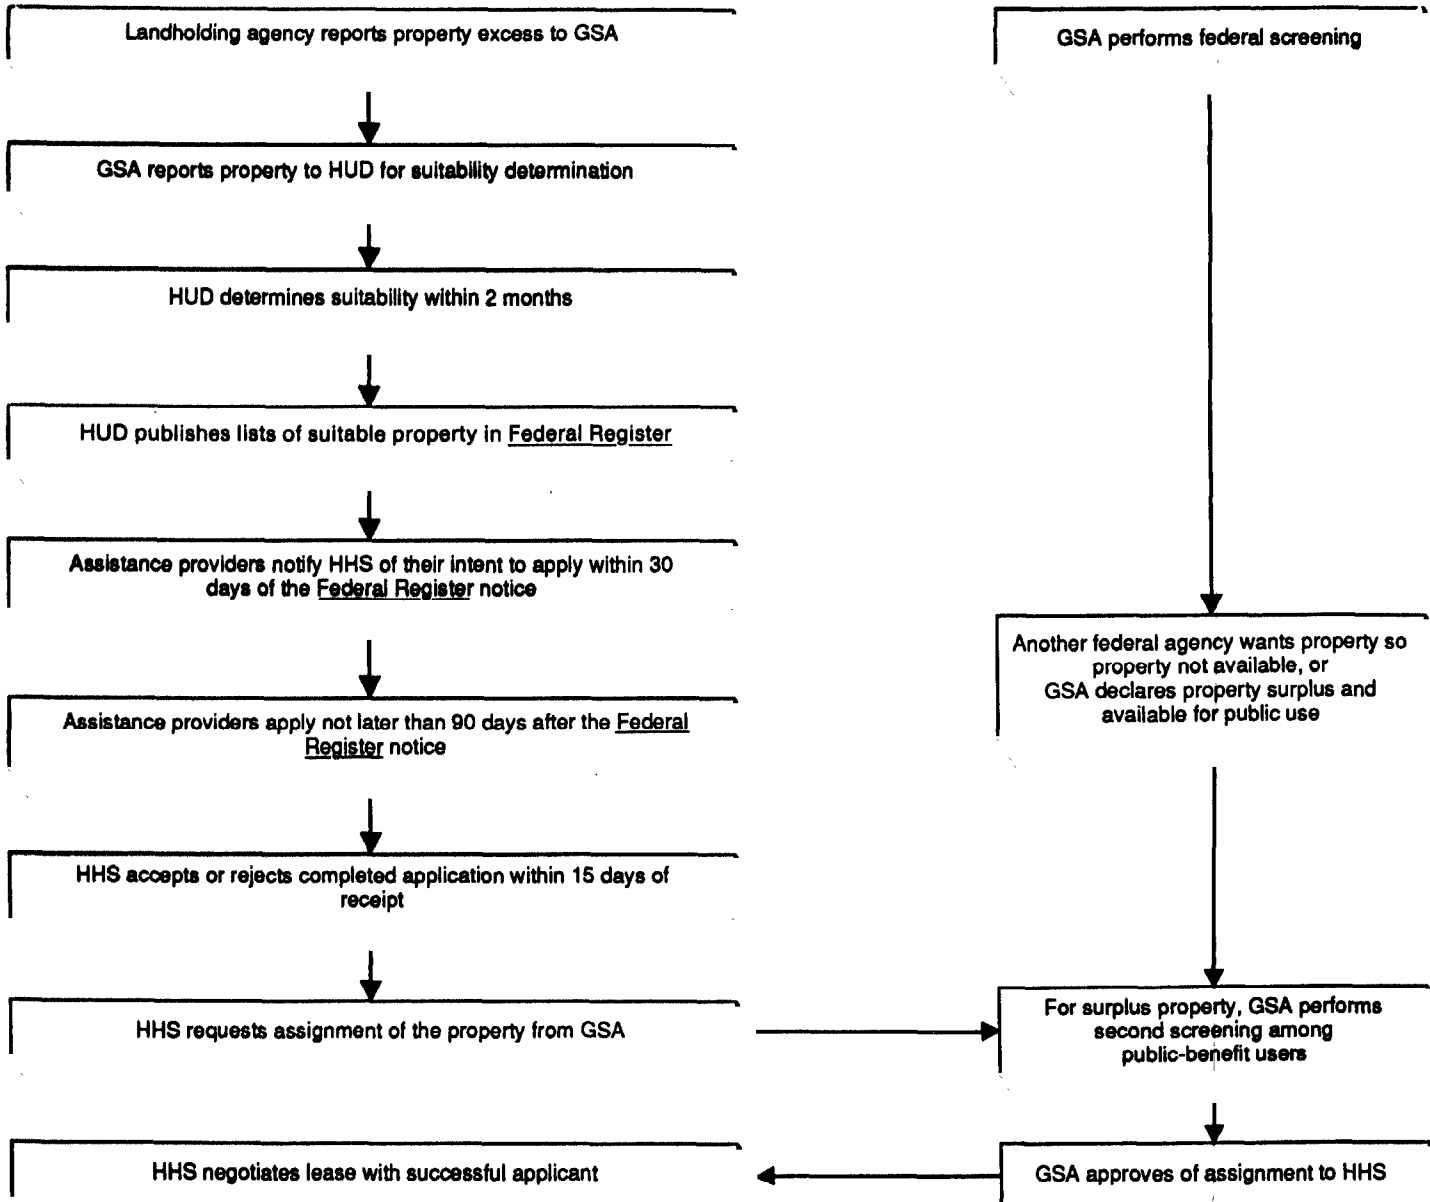 Landholding agency reports property excess to GSA
GSA reports property to HUD for suitability determination
HUD determines suitability within 2 months
HUD publishes lists of suitable property in Federal Register
Assistance providers notify HHS of their intent to apply within 30
days of the Federal Register notice
Assistance providers apply not later than 90 days after the Federal
Register notice
HHS accepts or rejects completed application within 15 days of
receipt
HHS requests assignment of the property from GSA
HHS negotiates lease with successful applicant
GSA performs federal screening
Another federal agency wants property so
property not available, or
GSA declares property surplus and
available for public use
For surplus property, GSA performs
second screening among
public-benefit users
GSA approves of assignment to HHS